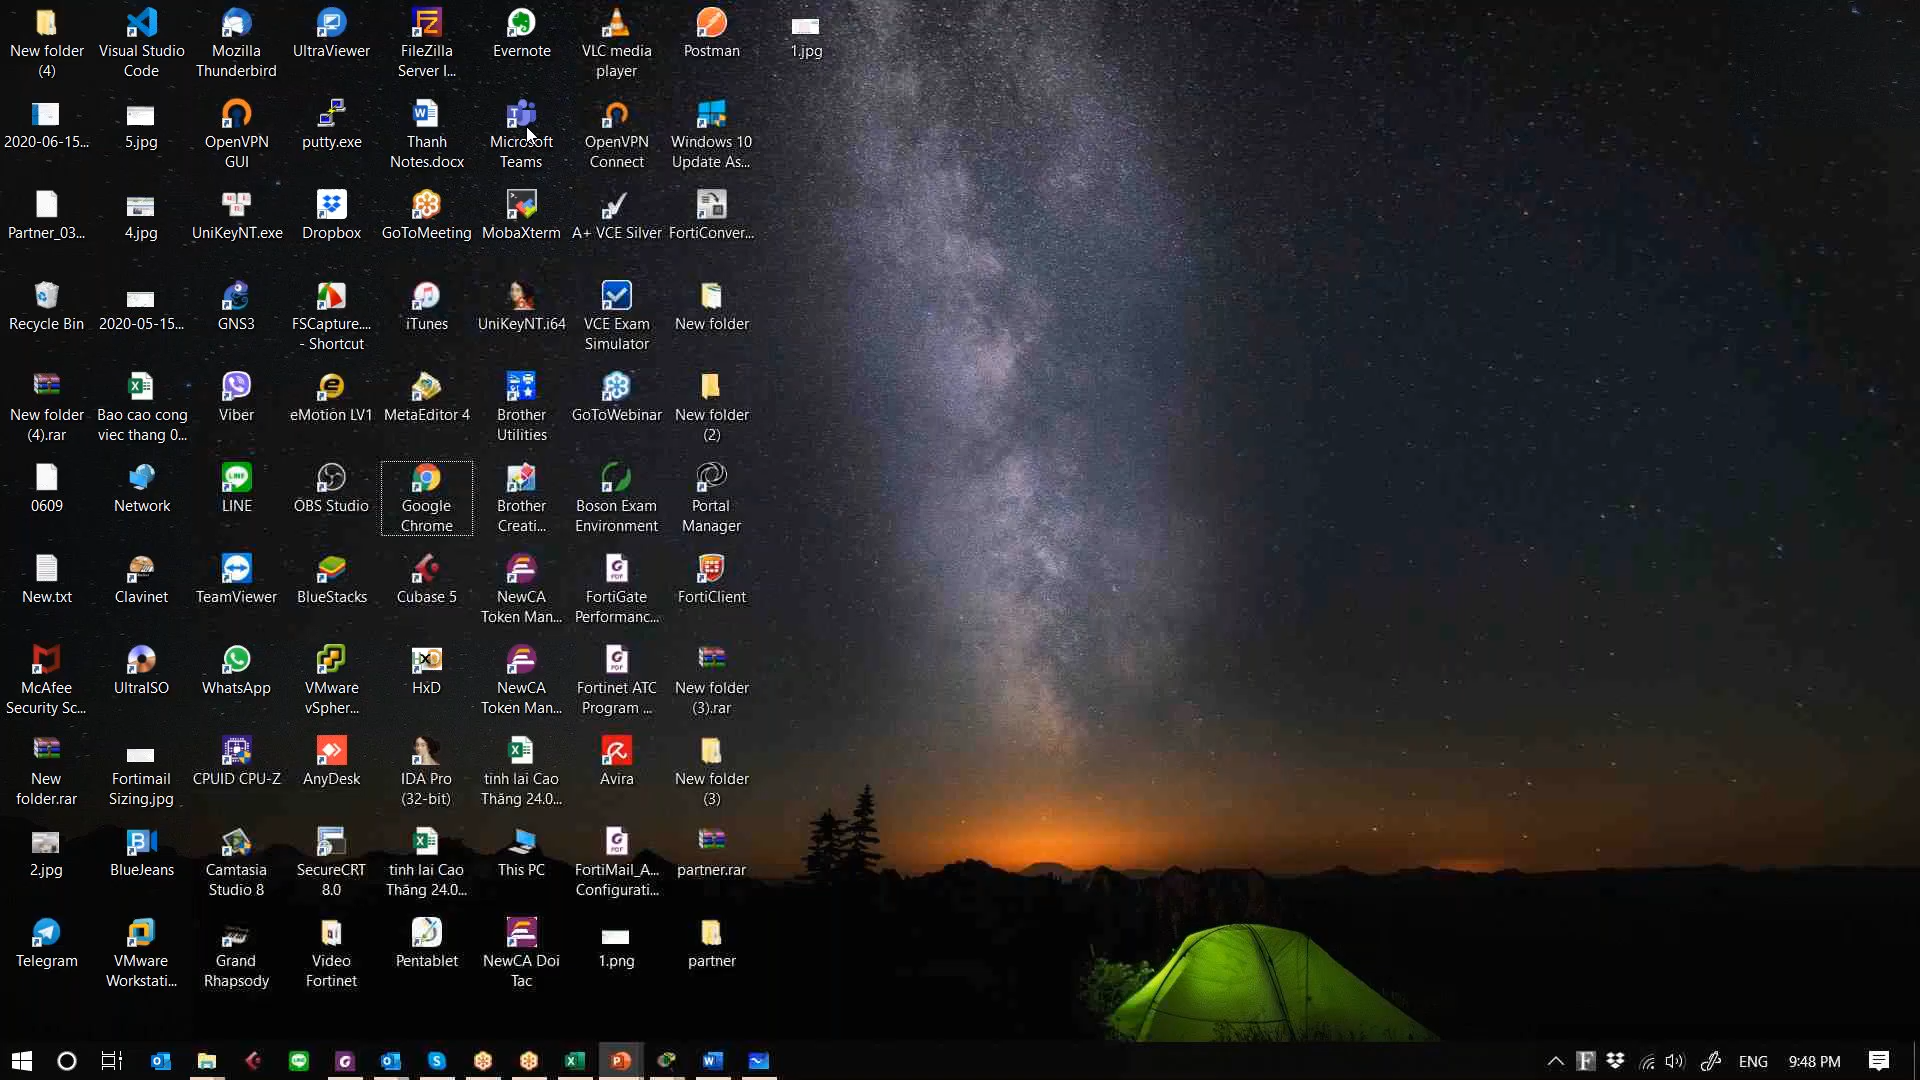 New folder
(4)
Visual Studio
Code
Mozilla
Thunderbird
UltraViewer
FileZilla
Server I...
Evernote
VLC media
player
Postman
1.jpg
2020-06-15...
5.jpg
OpenVPN
GUI
putty.exe
Thanh
Notes.docx
Microsoft
Teams
OpenVPN
Connect
Windows 10
Update As...
Partner_03...
4.jpg
UniKeyNT.exe
Dropbox
GoToMeeting
MobaXterm
A+ VCE Silver
FortiConver...
Recycle Bin
2020-05-15...
GNS3
FSCapture....
- Shortcut
iTunes
UniKeyNT.i64
VCE Exam
Simulator
New folder
New folder
(4).rar
Bao cao cong
viec thang 0...
Viber
eMotion LV1
MetaEditor 4
Brother
Utilities
GoToWebinar
New folder
(2)
0609
Network
LINE
OBS Studio
Google
Chrome
Brother
Creati...
Boson Exam
Environment
Portal
Manager
New.txt
Clavinet
TeamViewer
BlueStacks
Cubase 5
NewCA
Token Man...
FortiGate
Performanc...
FortiClient
McAfee
Security Sc...
UltraISO
WhatsApp
VMware
vSpher...
HxD
NewCA
Token Man...
Fortinet ATC
Program ...
New folder
(3).rar
New
folder.rar
Fortimail
Sizing.jpg
CPUID CPU-Z
AnyDesk
IDA Pro
(32-bit)
tinh lai Cao
Thăng 24.0...
Avira
New folder
(3)
2.jpg
BlueJeans
Camtasia
Studio 8
SecureCRT
8.0
tinh lai Cao
Thăng 24.0...
This PC
FortiMail_A...
Configurati...
partner.rar
Telegram
VMware
Workstati...
Grand
Rhapsody
Video
Fortinet
Pentablet
NewCA Doi
Tac
1.png
partner
ENG
9:48 PM